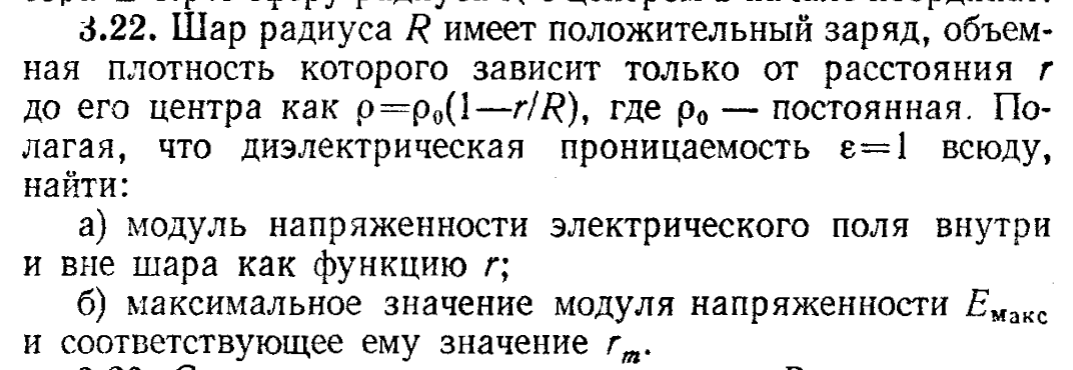 3.22. Шар радиуса R имеет положительный заряд, объем-
ная плотность которого зависит только от расстояния r
до его центра как ρ=ρ₀(1—r/R), где ρ₀ — постоянная. По-
лагая, что диэлектрическая проницаемость ε=1 всюду,
найти:
а) модуль напряженности электрического поля внутри
и вне шара как функцию r;
б) максимальное значение модуля напряженности Eмакс
и соответствующее ему значение rₘ.